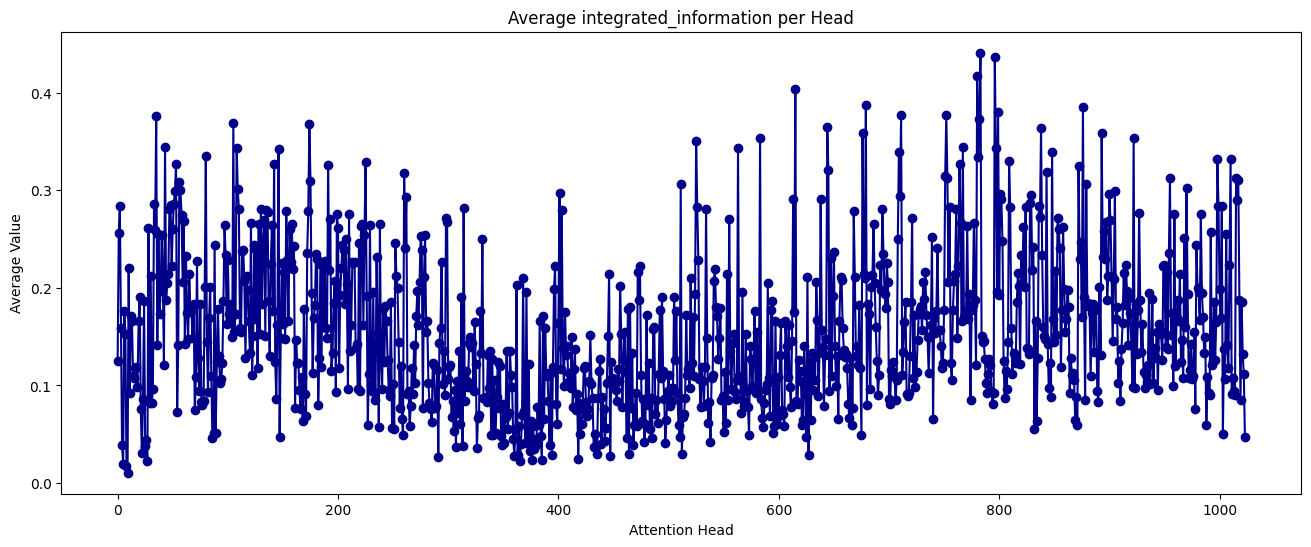 Average integrated_information per Head
Average Value
0.4
0.3
0.2
0.1
0.0
0 200 400 600 800 1000
Attention Head